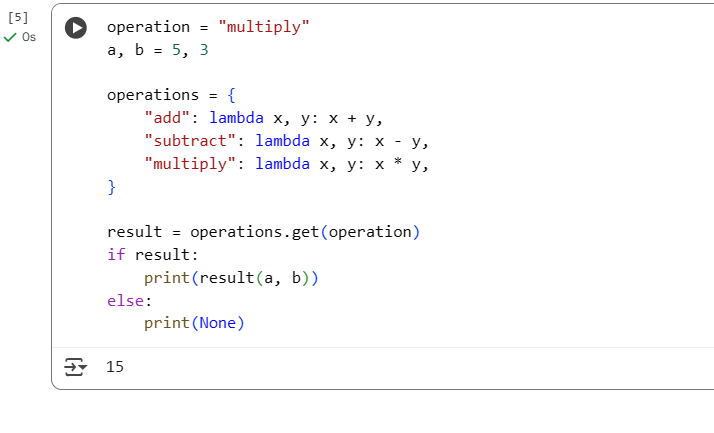 [5]
0s
operation = "multiply"
a, b = 5, 3

operations = {
    "add": lambda x, y: x + y,
    "subtract": lambda x, y: x - y,
    "multiply": lambda x, y: x * y,
}

result = operations.get(operation)
if result:
    print(result(a, b))
else:
    print(None)
15